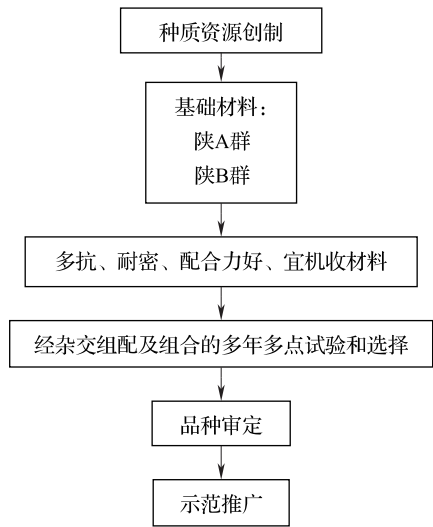 种质资源创制
基础材料：
陕A群
陕B群
多抗、耐密、配合力好、宜机收材料
经杂交组配及组合的多年多点试验和选择
品种审定
示范推广